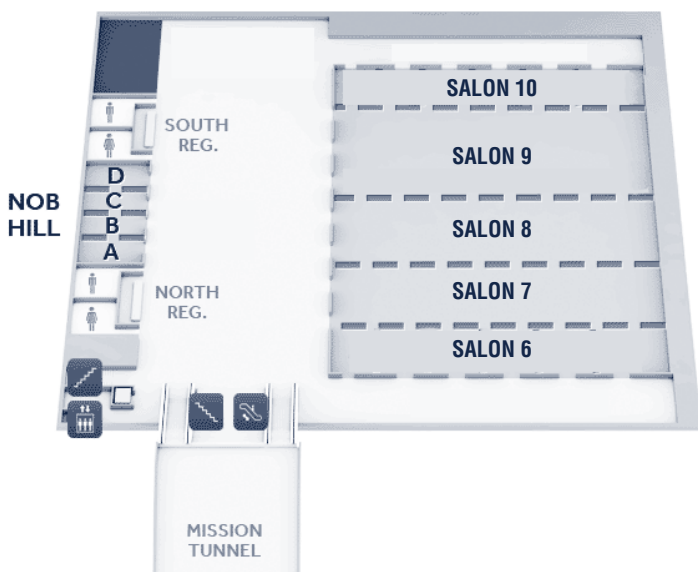 SALON 10
SOUTH
REG.
SALON 9
D
C
B
A
NOB
HILL
SALON 8
NORTH
REG.
SALON 7
SALON 6
MISSION
TUNNEL